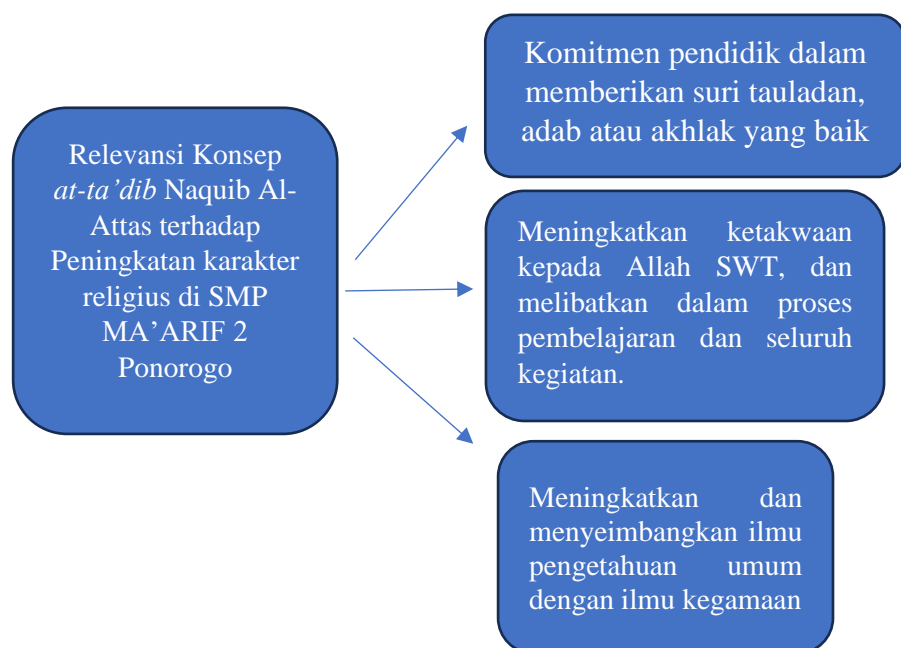 Relevansi Konsep
at-ta’dib Naquib Al-
Attas terhadap
Peningkatan karakter
religius di SMP
MA’ARIF 2
Ponorogo
Komitmen pendidik dalam
memberikan suri tauladan,
adab atau akhlak yang baik
Meningkatkan ketakwaan
kepada Allah SWT, dan
melibatkan dalam proses
pembelajaran dan seluruh
kegiatan.
Meningkatkan dan
menyeimbangkan ilmu
pengetahuan umum
dengan ilmu kegamaan